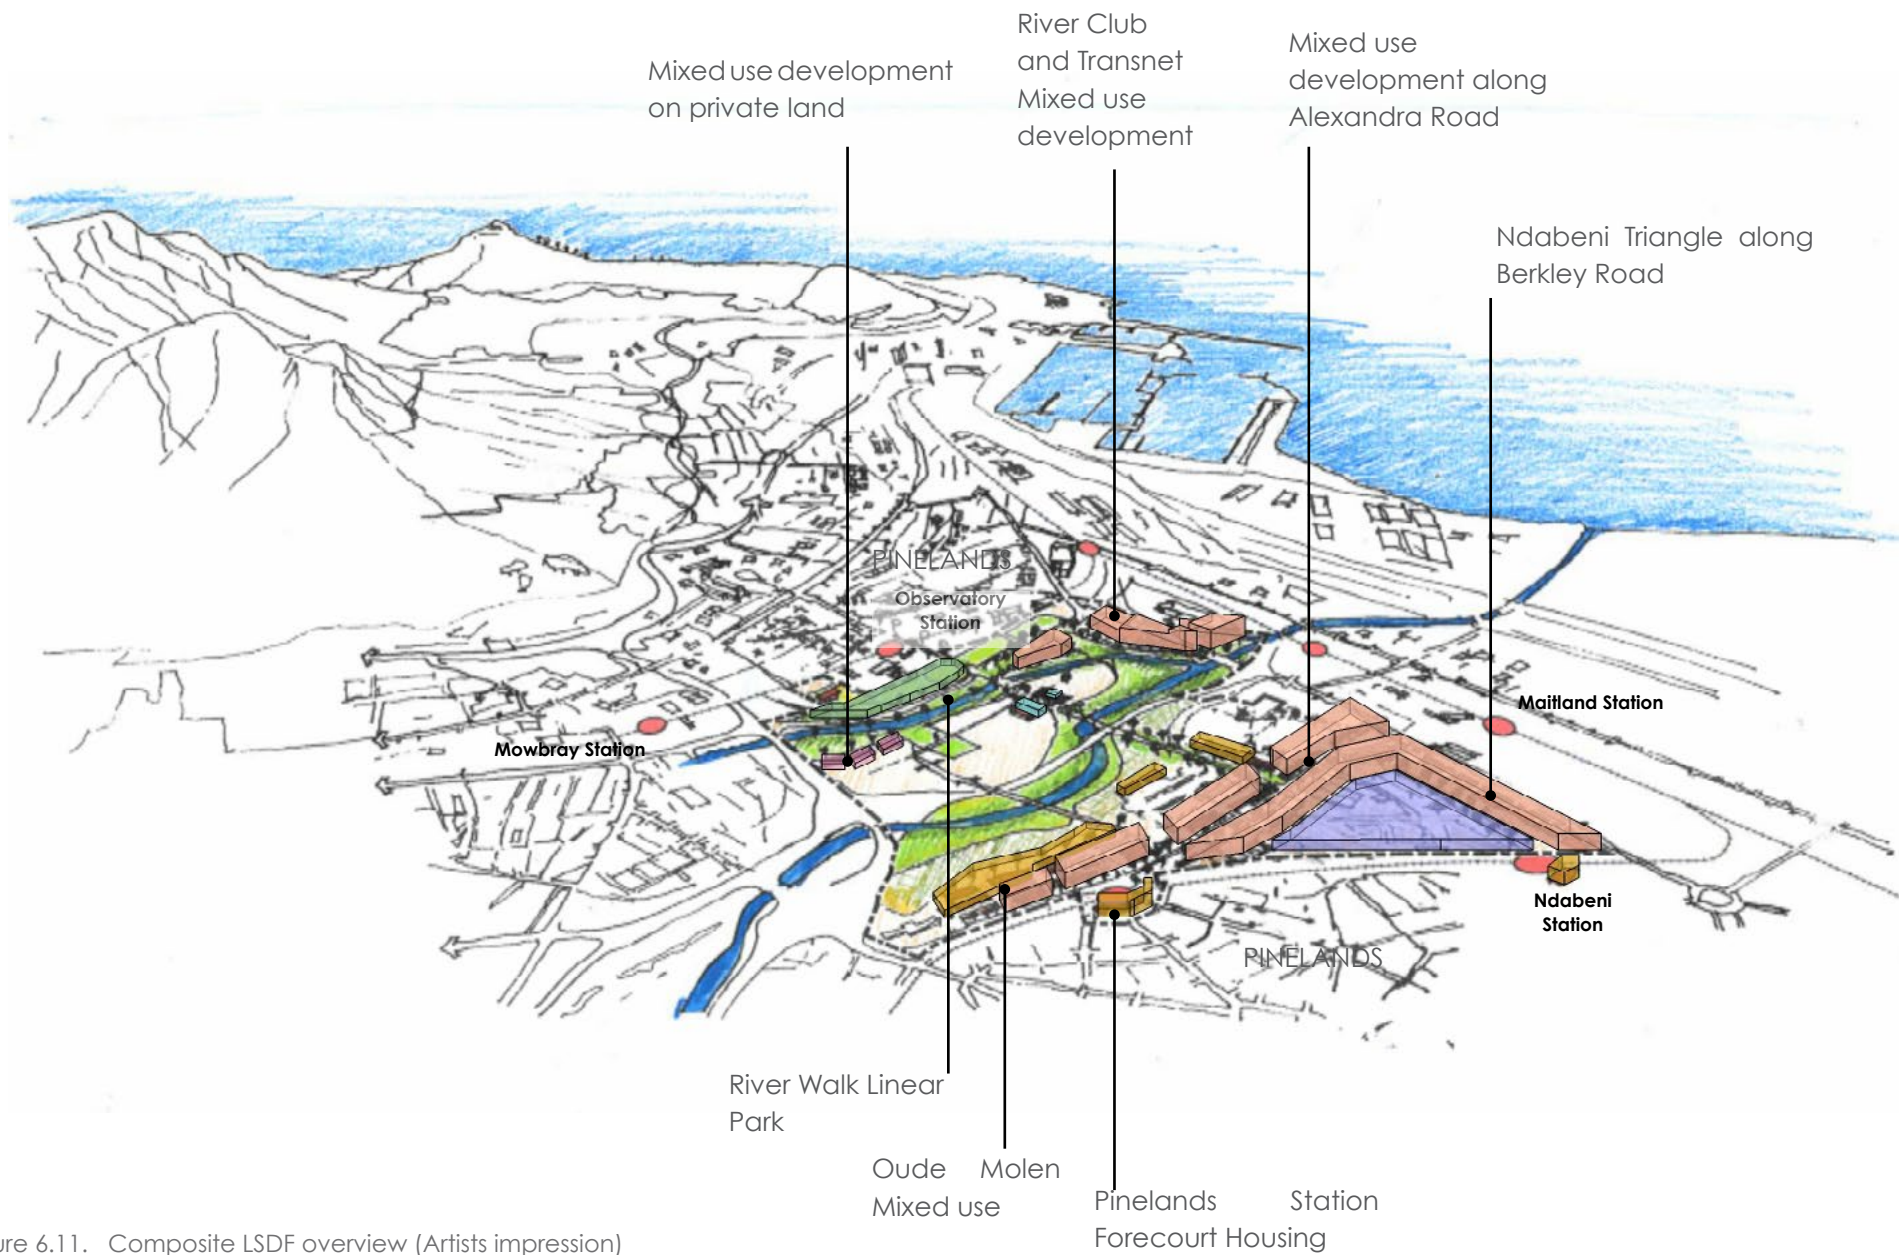 River Club
and Transnet
Mixed use
development
Mixed use development
on private land
Mixed use
development along
Alexandra Road
Ndabeni Triangle along
Berkley Road
PINELANDS
Observatory
Station
Maitland Station
Mowbray Station
Ndabeni
Station
PINELANDS
River Walk Linear
Park
Oude Molen
Mixed use
Pinelands Station
Forecourt Housing
ure 6.11. Composite LSDF overview (Artists impression)